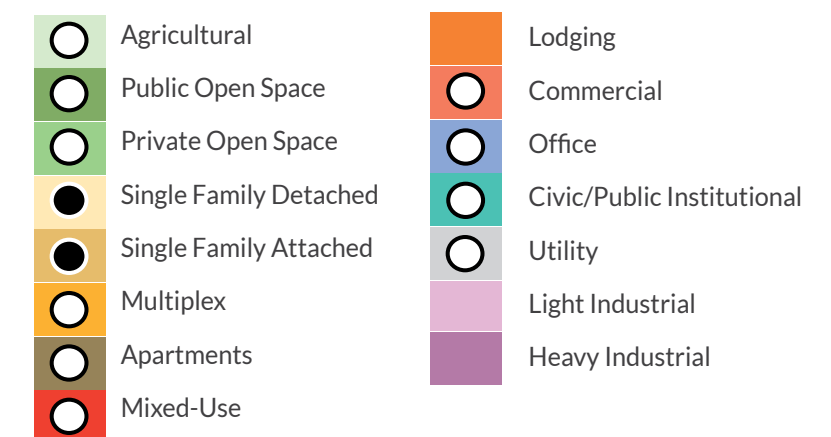 Agricultural
Public Open Space
Private Open Space
Single Family Detached
Single Family Attached
Multiplex
Apartments
Mixed-Use
Lodging
Commercial
Office
Civic/Public Institutional
Utility
Light Industrial
Heavy Industrial